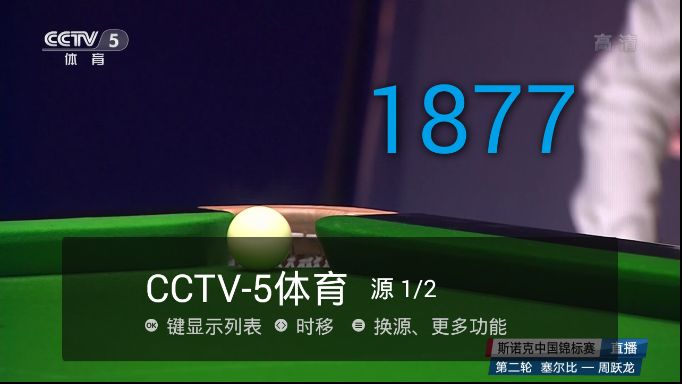 CCTV 5
体育
高清
1877
CCTV-5体育 源 1/2
OK 键显示列表 时移 换源、更多功能
斯诺克中国锦标赛 直播
第二轮 塞尔比 — 周跃龙